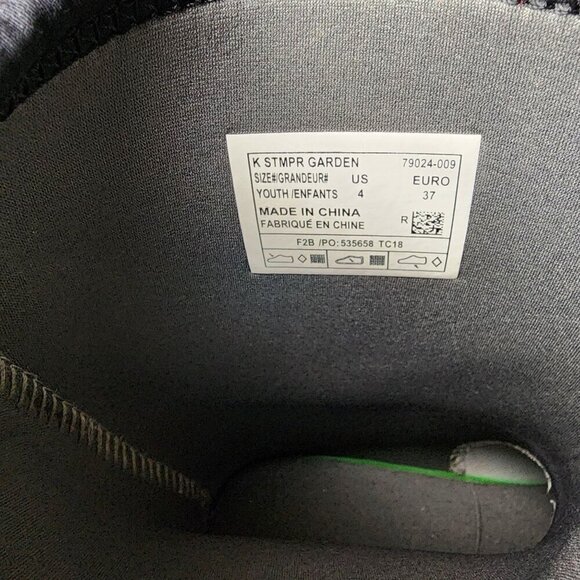 K STMPR GARDEN 79024-009
SIZE#/GRANDEUR# US EURO
YOUTH /ENFANTS 4 37
MADE IN CHINA
FABRIQUÉ EN CHINE R
F2B /PO: 535658 TC18